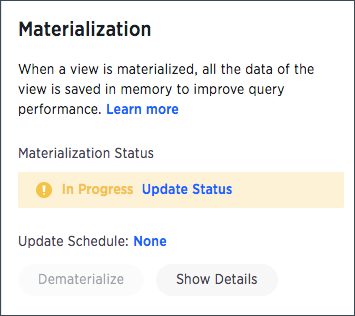 Materialization
When a view is materialized, all the data of the
view is saved in memory to improve query
performance. Learn more
Materialization Status
In Progress Update Status
Update Schedule: None
Dematerialize Show Details